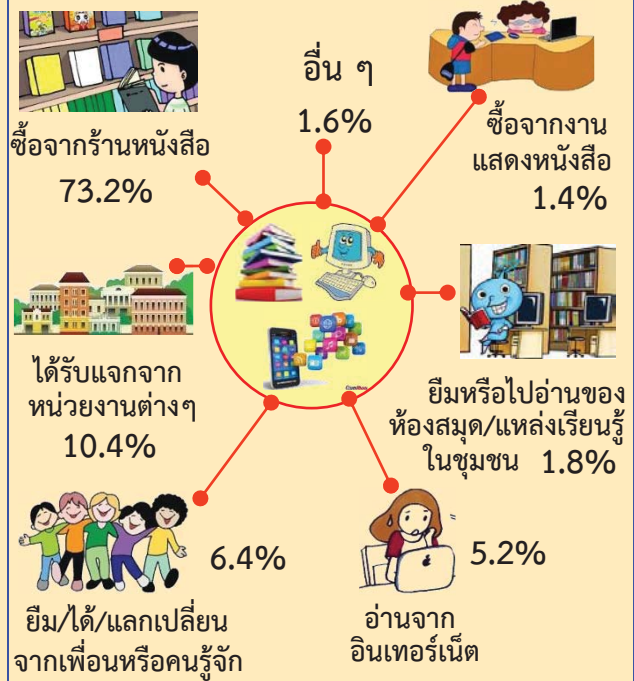 ซื้อจากร้านหนังสือ
73.2%
อื่น ๆ
1.6%
ซื้อจากงาน
แสดงหนังสือ
1.4%
ได้รับแจกจาก
หน่วยงานต่างๆ
10.4%
ยืมหรือไปอ่านของ
ห้องสมุด/แหล่งเรียนรู้
ในชุมชน 1.8%
6.4%
ยืม/ได้/แลกเปลี่ยน
จากเพื่อนหรือคนรู้จัก
5.2%
อ่านจาก
อินเทอร์เน็ต